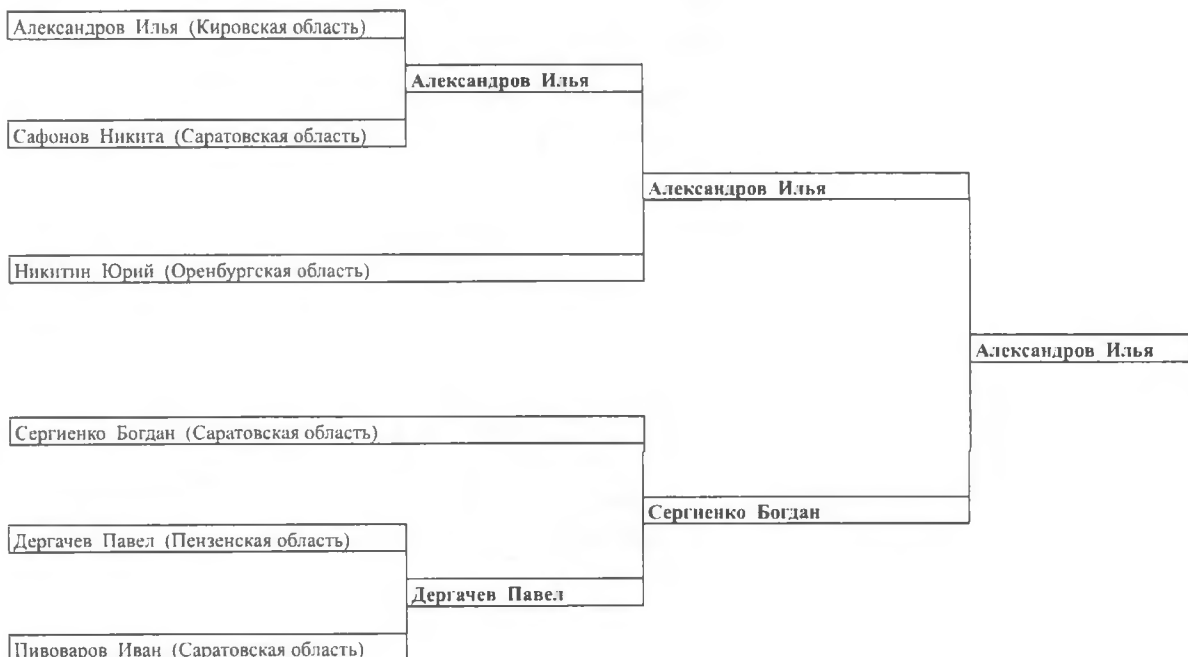 Александров Илья (Кировская область)
Александров Илья
Сафонов Никита (Саратовская область)
Александров Илья
Никитин Юрий (Оренбургская область)
Александров Илья
Сергиенко Богдан (Саратовская область)
Сергиенко Богдан
Дергачев Павел (Пензенская область)
Дергачев Павел
Пивоваров Иван (Саратовская область)